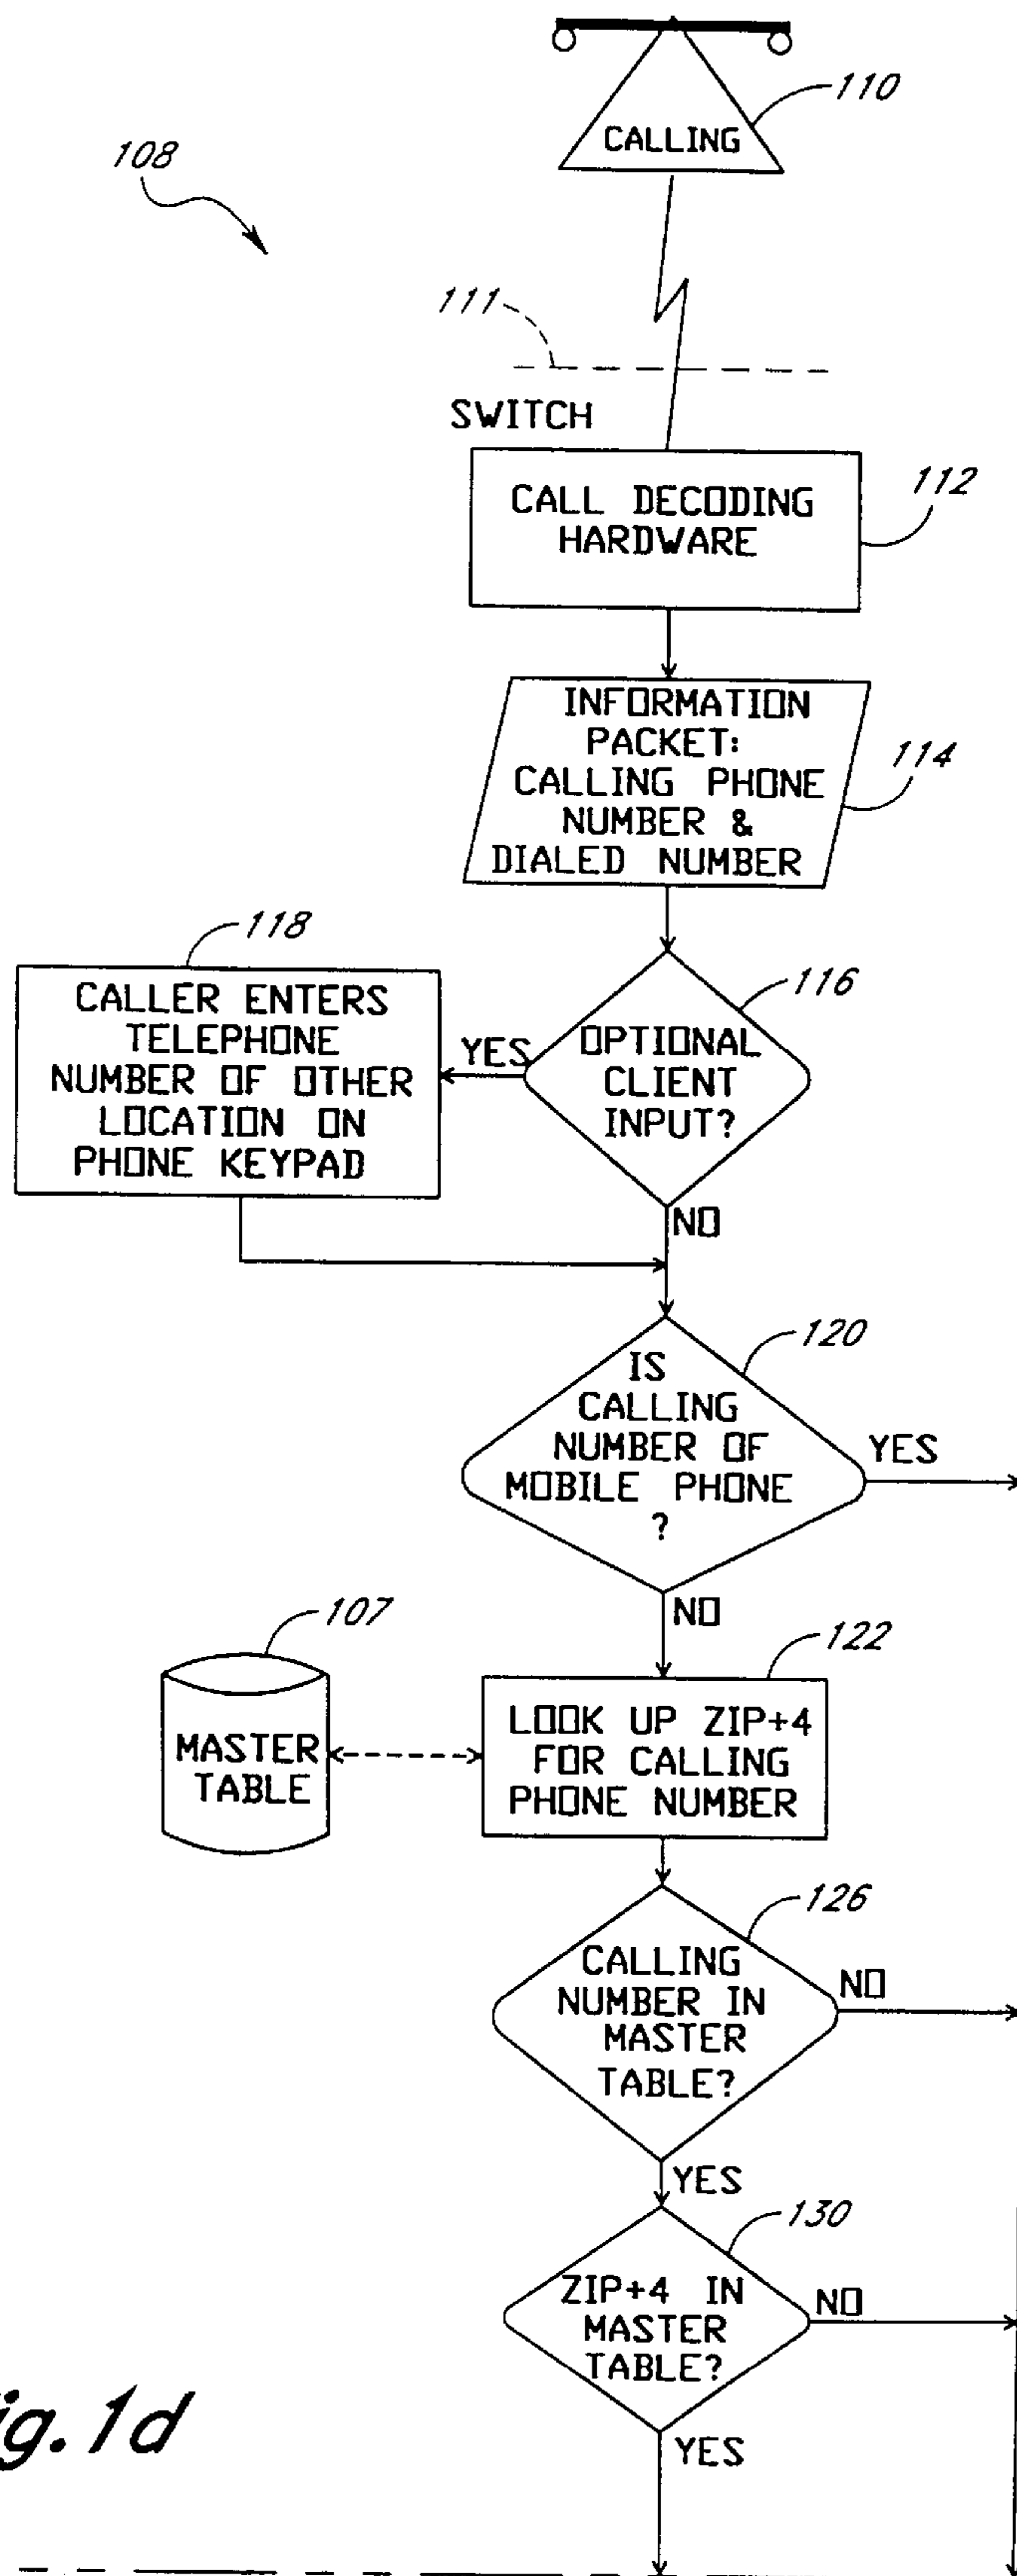 110
CALLING
108
111
SWITCH
CALL DECODING
HARDWARE
112
INFORMATION
PACKET:
CALLING PHONE
NUMBER &
DIALED NUMBER
114
118
CALLER ENTERS
TELEPHONE
NUMBER OF OTHER
LOCATION ON
PHONE KEYPAD
YES
OPTIONAL
CLIENT
INPUT?
116
NO
120
IS
CALLING
NUMBER OF
MOBILE PHONE
?
YES
NO
107
MASTER
TABLE
122
LOOK UP ZIP+4
FOR CALLING
PHONE NUMBER
126
CALLING
NUMBER IN
MASTER
TABLE?
NO
YES
130
ZIP+4 IN
MASTER
TABLE?
NO
YES
ig. 1d